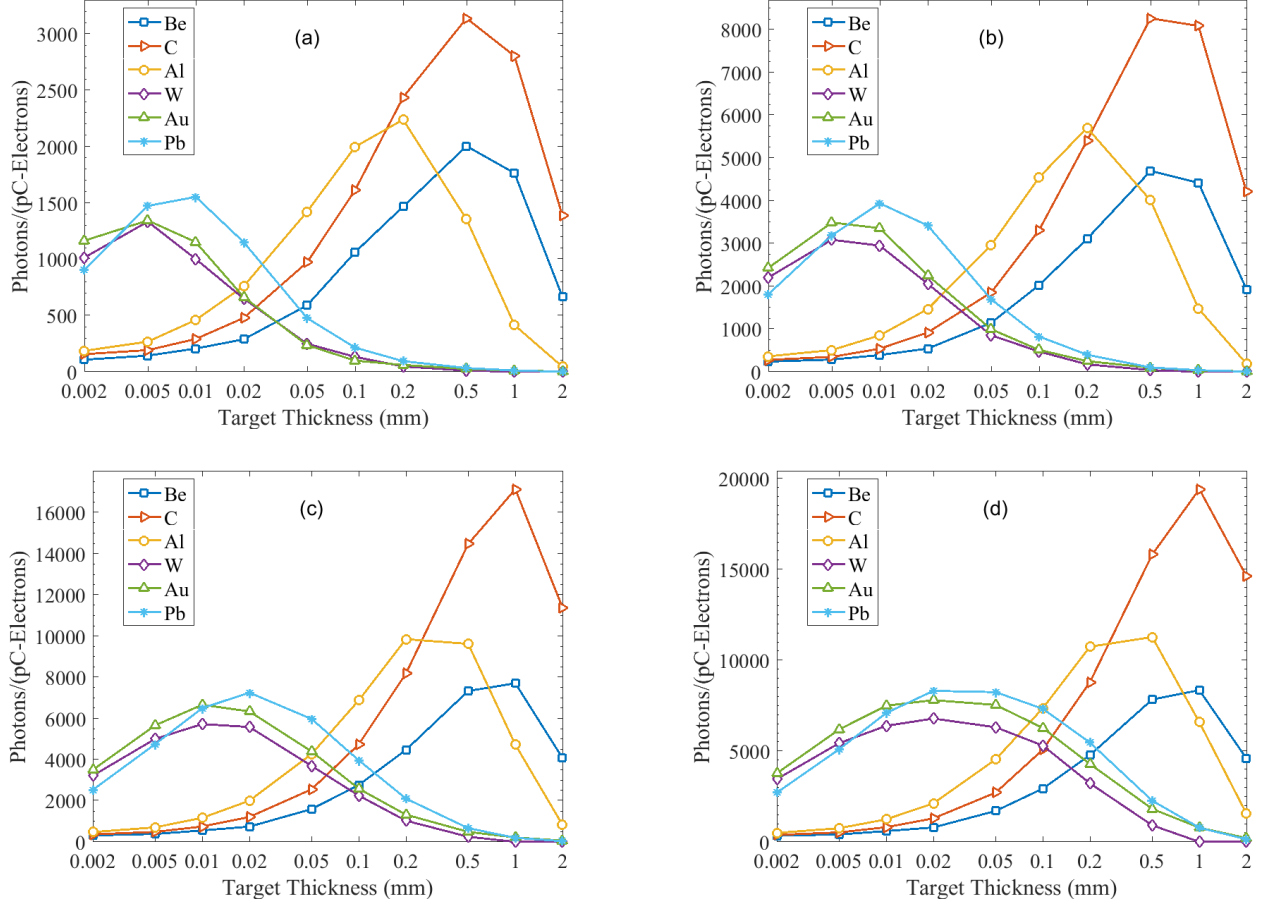 (a)
Be
C
Al
W
Au
Pb
Photons/(pC-Electrons)
3000
2500
2000
1500
1000
500
0
0.002 0.005 0.01 0.02 0.05 0.1 0.2 0.5 1 2
Target Thickness (mm)
(b)
Be
C
Al
W
Au
Pb
Photons/(pC-Electrons)
8000
7000
6000
5000
4000
3000
2000
1000
0
0.002 0.005 0.01 0.02 0.05 0.1 0.2 0.5 1 2
Target Thickness (mm)
(c)
Be
C
Al
W
Au
Pb
Photons/(pC-Electrons)
16000
14000
12000
10000
8000
6000
4000
2000
0
0.002 0.005 0.01 0.02 0.05 0.1 0.2 0.5 1 2
Target Thickness (mm)
(d)
Be
C
Al
W
Au
Pb
Photons/(pC-Electrons)
20000
15000
10000
5000
0
0.002 0.005 0.01 0.02 0.05 0.1 0.2 0.5 1 2
Target Thickness (mm)